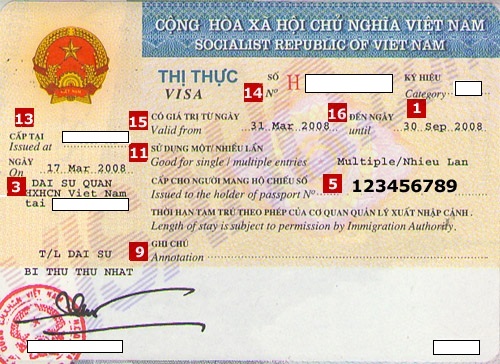 CỘNG HÒA XÃ HỘI CHỦ NGHĨA VIỆT NAM
SOCIALIST REPUBLIC OF VIET NAM
THỊ THỰC
VISA
14
SỐ
Nº
H
KÝ HIỆU
Category
1
13
CẤP TẠI
Issued at
15
CÓ GIÁ TRỊ TỪ NGÀY
Valid from
31 Mar 2008
16
ĐẾN NGÀY
until
30 Sep 2008
NGÀY
On
17 Mar 2008
11
SỬ DỤNG MỘT/NHIỀU LẦN
Good for single / multiple entries
Multiple/Nhieu Lan
3
DAI SU QUAN
HXHCN Viet Nam
tai
CẤP CHO NGƯỜI MANG HỘ CHIẾU SỐ
Issued to the holder of passport Nº
5
123456789
THỜI HẠN TẠM TRÚ THEO PHÉP CỦA CƠ QUAN QUẢN LÝ XUẤT NHẬP CẢNH.
Length of stay is subject to permission by Immigration Authority.
9
GHI CHÚ
Annotation
T/L DAI SU
BI THU THU NHAT